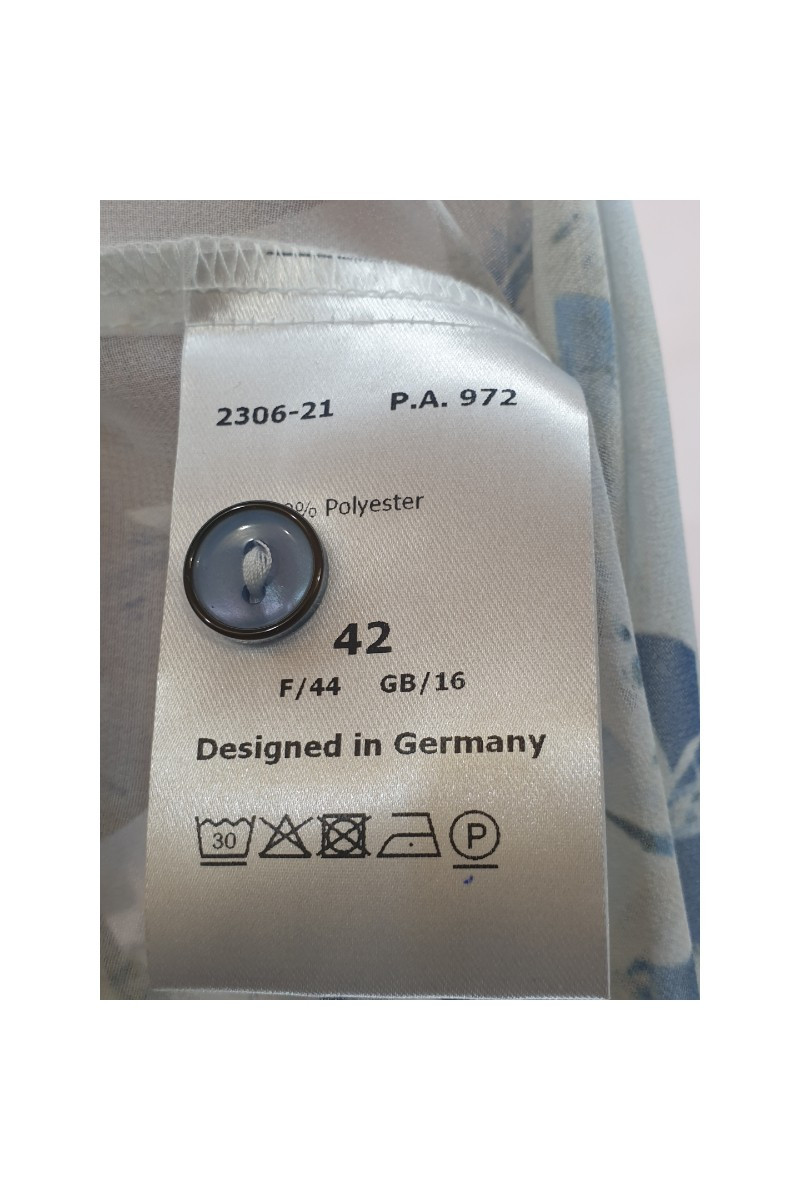 2306-21 P.A. 972
% Polyester
42
F/44 GB/16
Designed in Germany
30 P